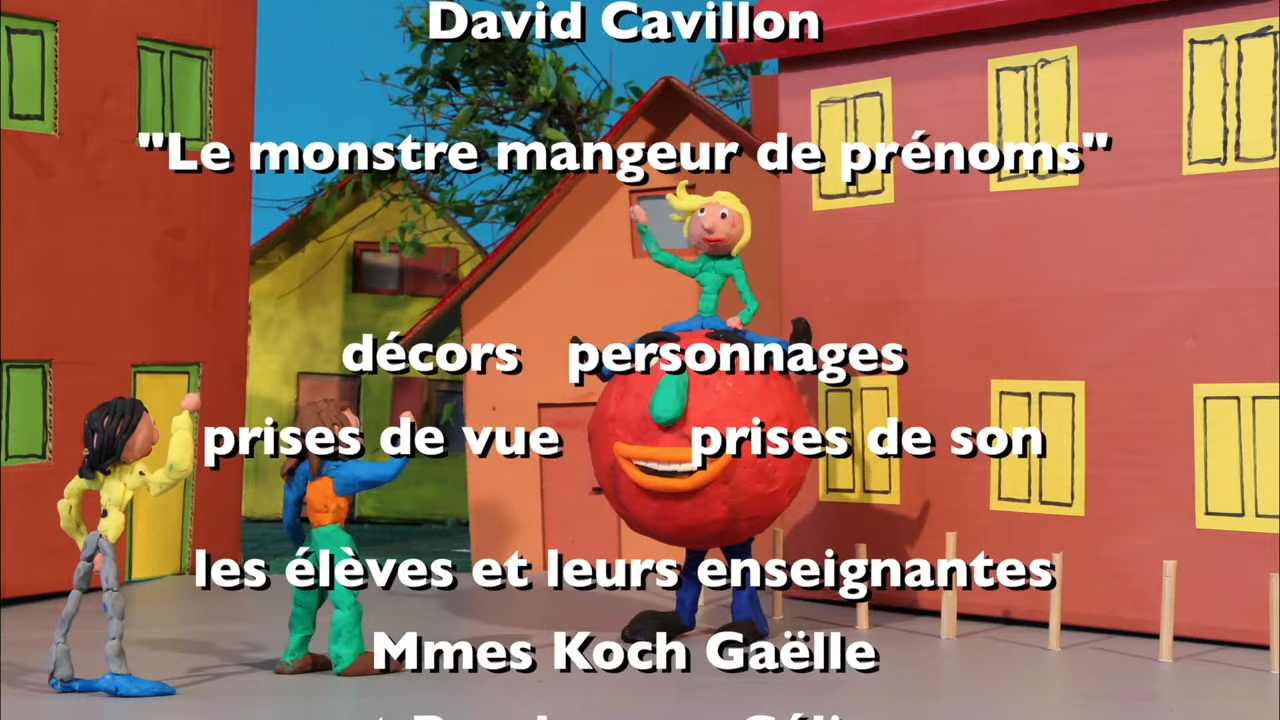 David Cavillon
"Le monstre mangeur de prénoms"
décors personnages
prises de vue prises de son
les élèves et leurs enseignantes
Mmes Koch Gaëlle